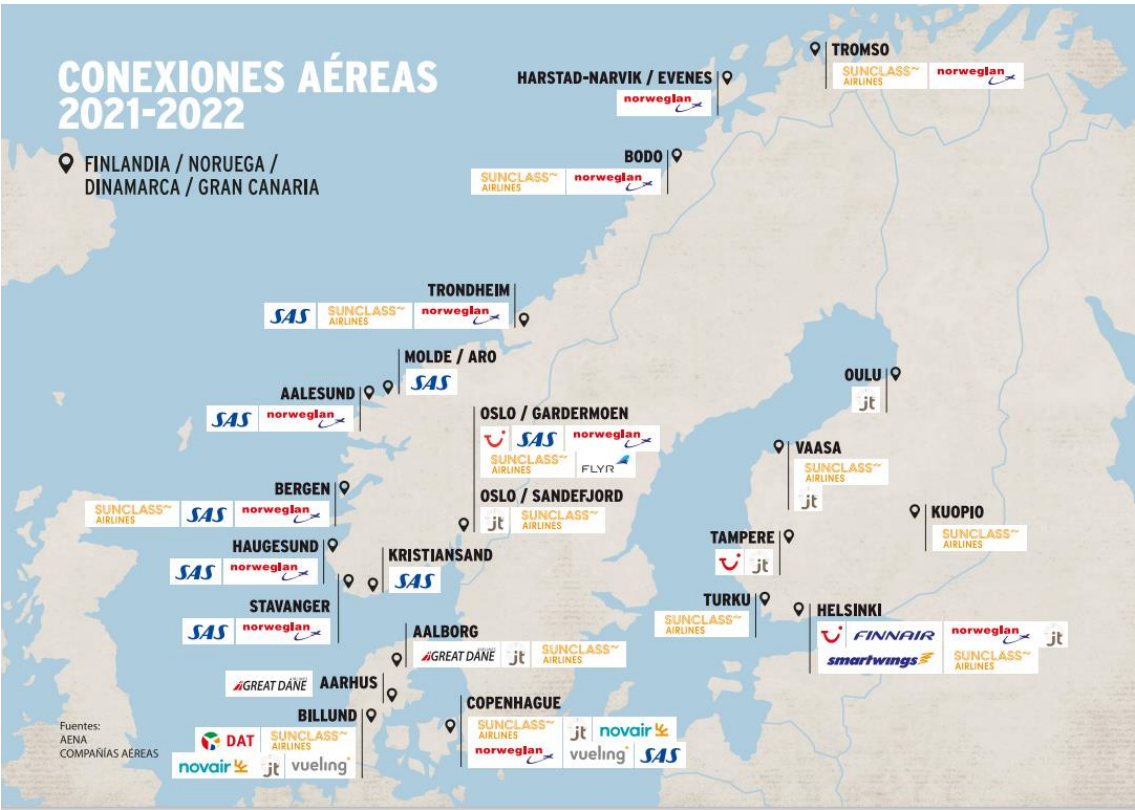 CONEXIONES AÉREAS
2021-2022
FINLANDIA / NORUEGA /
DINAMARCA / GRAN CANARIA
TROMSO
SUNCLASS AIRLINES norwegian
HARSTAD-NARVIK / EVENES
norwegian
BODO
SUNCLASS AIRLINES norwegian
TRONDHEIM
SAS SUNCLASS AIRLINES norwegian
MOLDE / ARO
SAS
AALESUND
SAS norwegian
OSLO / GARDERMOEN
SAS norwegian
SUNCLASS AIRLINES FLYR
OSLO / SANDEFJORD
jt SUNCLASS AIRLINES
BERGEN
SUNCLASS AIRLINES SAS norwegian
HAUGESUND
SAS norwegian
KRISTIANSAND
SAS
STAVANGER
SAS norwegian
OULU
jt
VAASA
SUNCLASS AIRLINES
jt
KUOPIO
SUNCLASS AIRLINES
TAMPERE
jt
TURKU
SUNCLASS AIRLINES
HELSINKI
FINNAIR norwegian jt
smartwings SUNCLASS AIRLINES
AALBORG
GREAT DANE AIRLINES jt SUNCLASS AIRLINES
AARHUS
GREAT DANE AIRLINES
BILLUND
DAT SUNCLASS AIRLINES
novair jt vueling
COPENHAGUE
SUNCLASS AIRLINES jt novair
norwegian vueling SAS
Fuentes:
AENA
COMPAÑÍAS AÉREAS